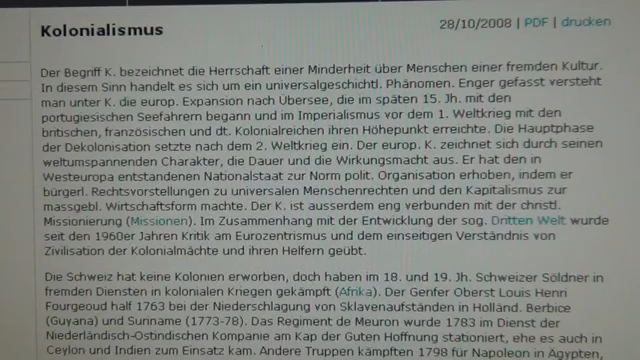 Kolonialismus
28/10/2008 | PDF | drucken
Der Begriff K. bezeichnet die Herrschaft einer Minderheit über Menschen einer fremden Kultur.
In diesem Sinn handelt es sich um ein universalgeschichtl. Phänomen. Enger gefasst versteht
man unter K. die europ. Expansion nach Übersee, die im späten 15. Jh. mit den
portugiesischen Seefahrern begann und im Imperialismus vor dem 1. Weltkrieg mit den
britischen, französischen und dt. Kolonialreichen ihren Höhepunkt erreichte. Die Hauptphase
der Dekolonisation setzte nach dem 2. Weltkrieg ein. Der europ. K. zeichnet sich durch seinen
weltumspannenden Charakter, die Dauer und die Wirkungsmacht aus. Er hat den in
Westeuropa entstandenen Nationalstaat zur Norm polit. Organisation erhoben, indem er
bürgerl. Rechtsvorstellungen zu universalen Menschenrechten und den Kapitalismus zur
massgebl. Wirtschaftsform machte. Der K. ist ausserdem eng verbunden mit der christl.
Missionierung (Missionen). Im Zusammenhang mit der Entwicklung der sog. Dritten Welt wurde
seit den 1960er Jahren Kritik am Eurozentrismus und dem einseitigen Verständnis von
Zivilisation der Kolonialmächte und ihren Helfern geübt.
Die Schweiz hat keine Kolonien erworben, doch haben im 18. und 19. Jh. Schweizer Söldner in
fremden Diensten in kolonialen Kriegen gekämpft (Afrika). Der Genfer Oberst Louis Henri
Fourgeoud half 1763 bei der Niederschlagung von Sklavenaufständen in Holländ. Berbice
(Guyana) und Suriname (1773-78). Das Regiment de Meuron wurde 1783 im Dienst der
Niederländisch-Ostindischen Kompanie am Kap der Guten Hoffnung stationiert, ehe es auch in
Ceylon und Indien zum Einsatz kam. Andere Truppen kämpften 1798 für Napoleon in Ägypten,